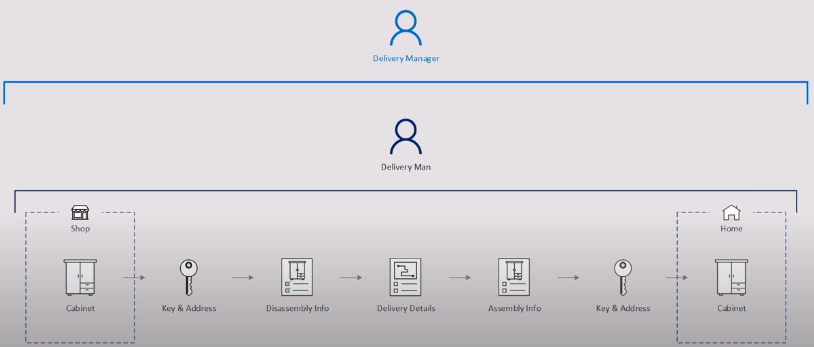 Delivery Manager
Delivery Man
Shop
Home
Cabinet
Key & Address
Disassembly Info
Delivery Details
Assembly Info
Key & Address
Cabinet